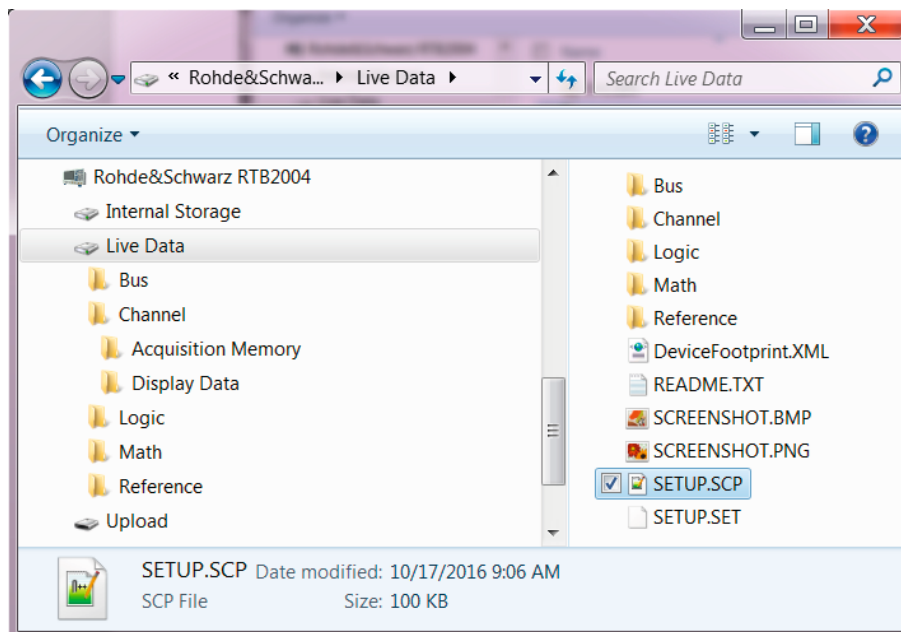 « Rohde&Schwa... Live Data
Search Live Data
Organize
Rohde&Schwarz RTB2004
Internal Storage
Live Data
Bus
Channel
Acquisition Memory
Display Data
Logic
Math
Reference
Upload
Bus
Channel
Logic
Math
Reference
DeviceFootprint.XML
README.TXT
SCREENSHOT.BMP
SCREENSHOT.PNG
SETUP.SCP
SETUP.SET
SETUP.SCP Date modified: 10/17/2016 9:06 AM
SCP File Size: 100 KB